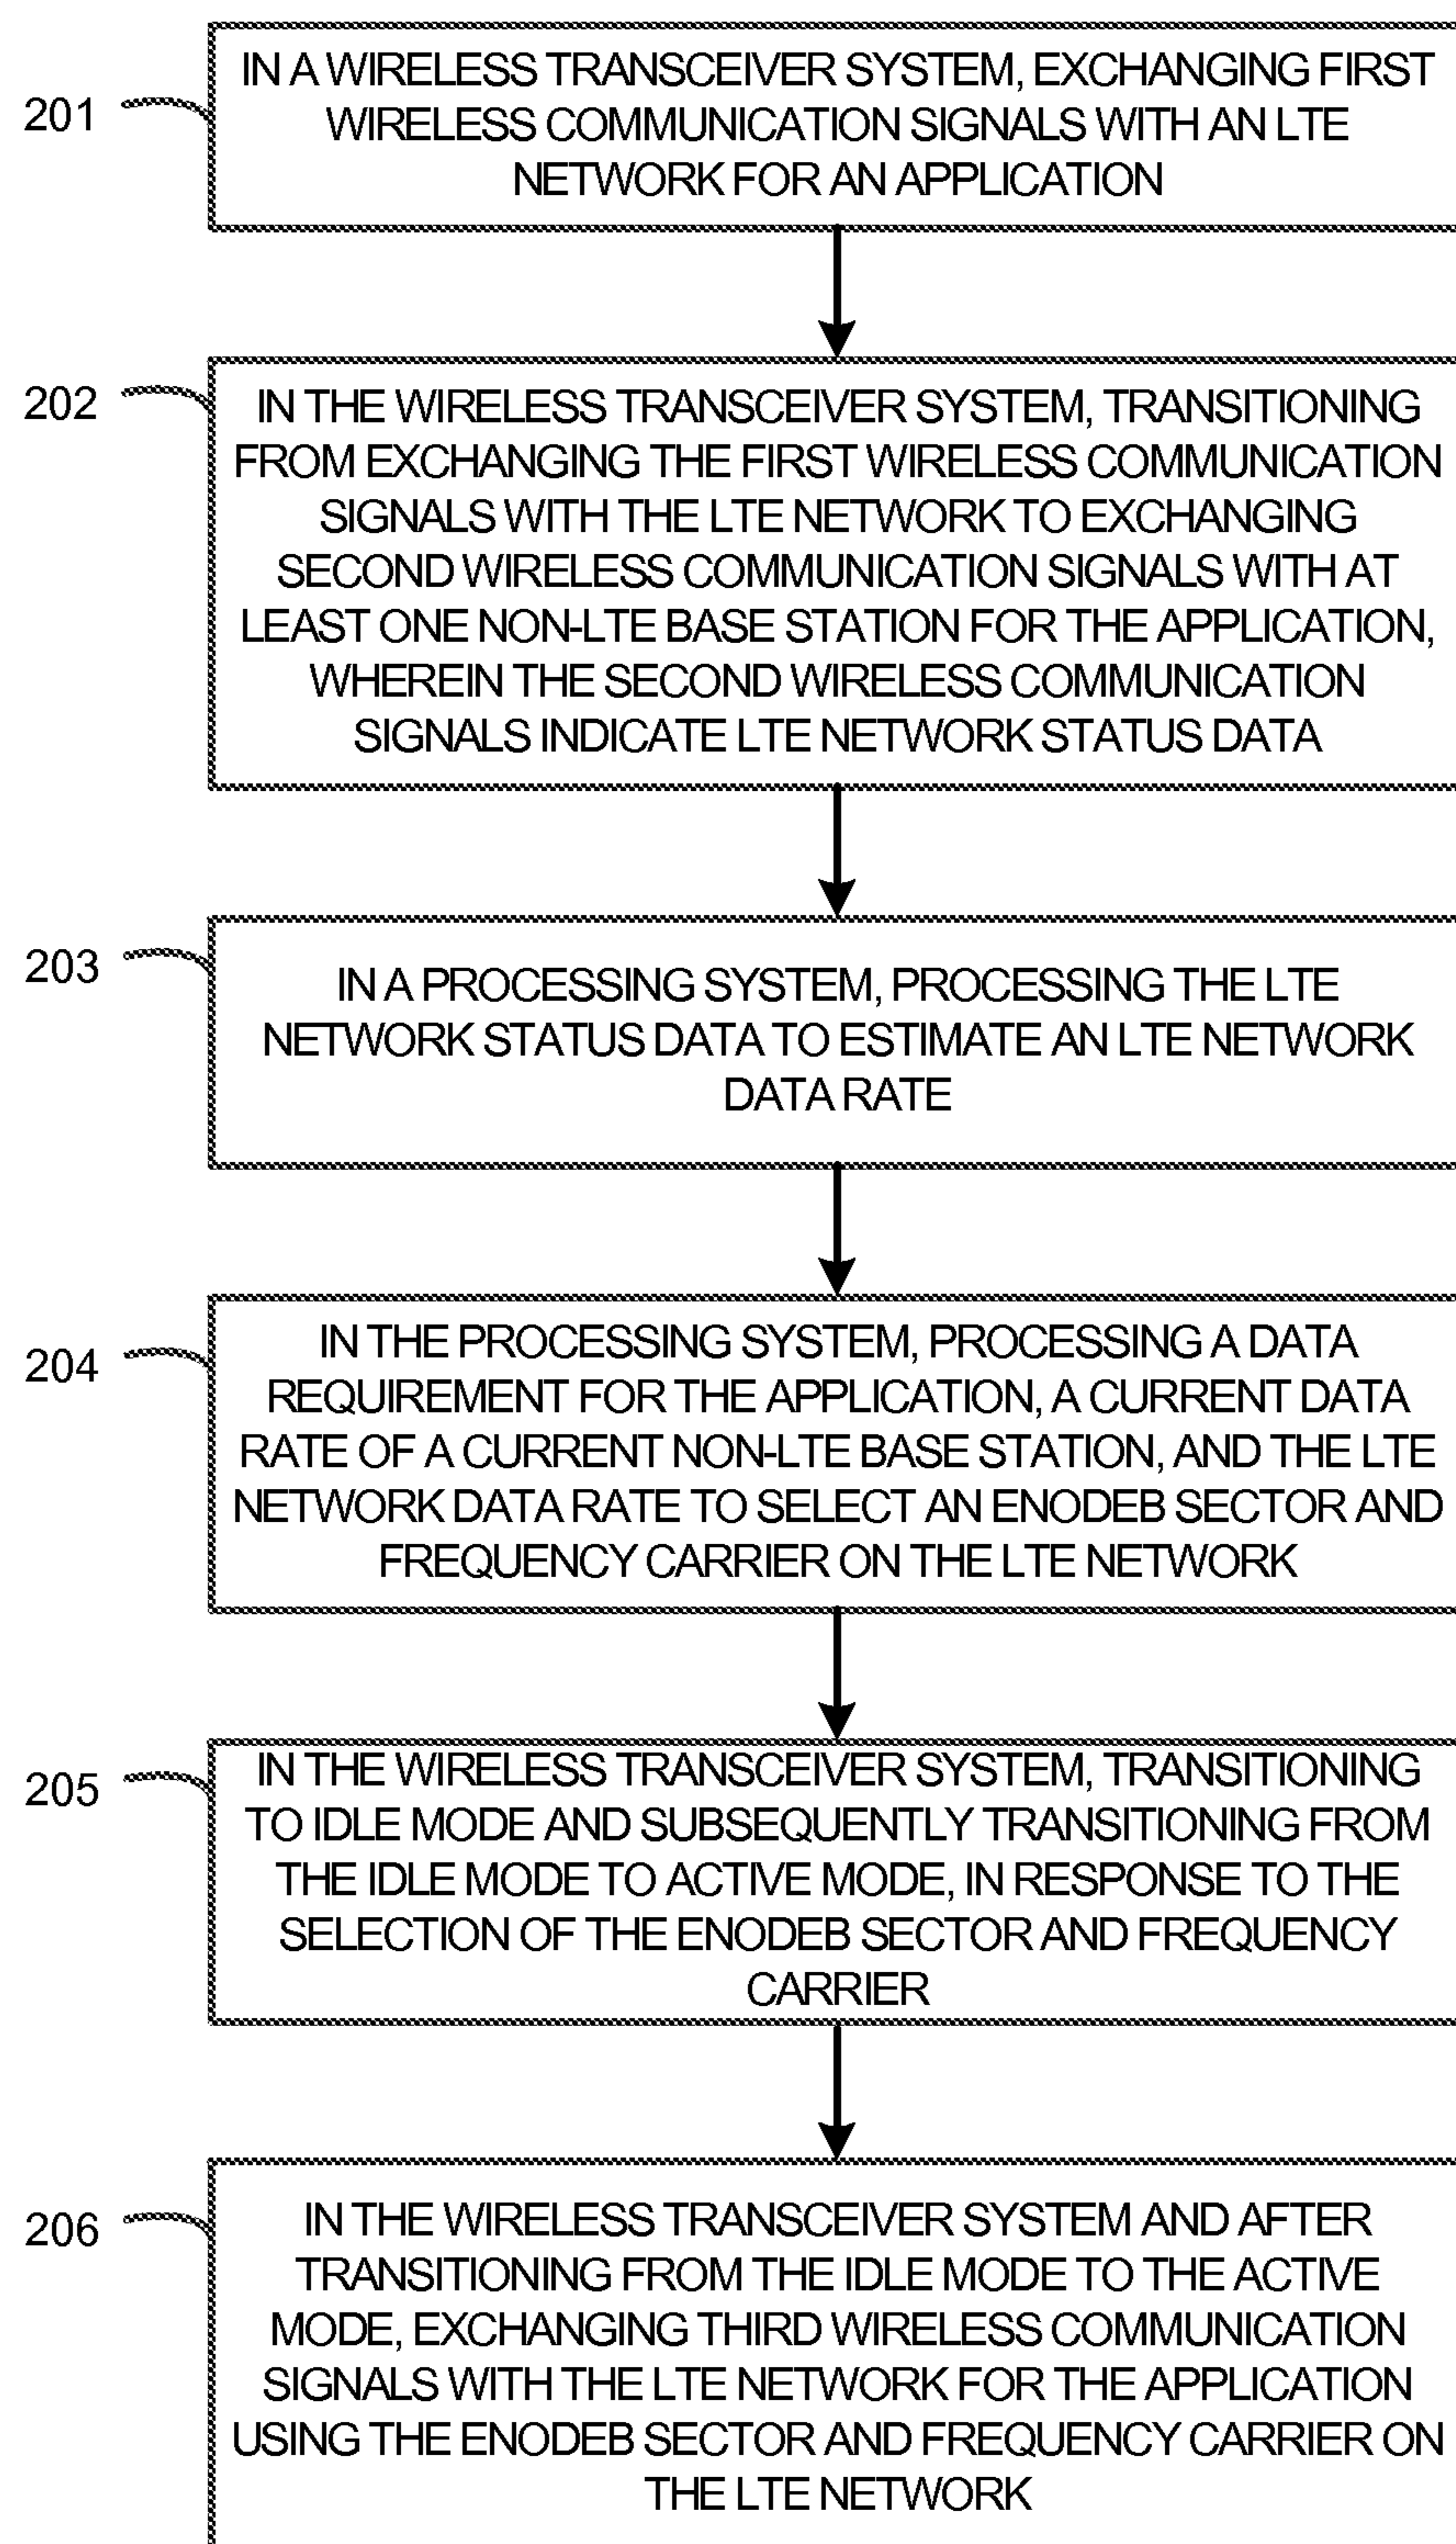 201
IN A WIRELESS TRANSCEIVER SYSTEM, EXCHANGING FIRST
WIRELESS COMMUNICATION SIGNALS WITH AN LTE
NETWORK FOR AN APPLICATION
202
IN THE WIRELESS TRANSCEIVER SYSTEM, TRANSITIONING
FROM EXCHANGING THE FIRST WIRELESS COMMUNICATION
SIGNALS WITH THE LTE NETWORK TO EXCHANGING
SECOND WIRELESS COMMUNICATION SIGNALS WITH AT
LEAST ONE NON-LTE BASE STATION FOR THE APPLICATION,
WHEREIN THE SECOND WIRELESS COMMUNICATION
SIGNALS INDICATE LTE NETWORK STATUS DATA
203
IN A PROCESSING SYSTEM, PROCESSING THE LTE
NETWORK STATUS DATA TO ESTIMATE AN LTE NETWORK
DATA RATE
204
IN THE PROCESSING SYSTEM, PROCESSING A DATA
REQUIREMENT FOR THE APPLICATION, A CURRENT DATA
RATE OF A CURRENT NON-LTE BASE STATION, AND THE LTE
NETWORK DATA RATE TO SELECT AN ENODEB SECTOR AND
FREQUENCY CARRIER ON THE LTE NETWORK
205
IN THE WIRELESS TRANSCEIVER SYSTEM, TRANSITIONING
TO IDLE MODE AND SUBSEQUENTLY TRANSITIONING FROM
THE IDLE MODE TO ACTIVE MODE, IN RESPONSE TO THE
SELECTION OF THE ENODEB SECTOR AND FREQUENCY
CARRIER
206
IN THE WIRELESS TRANSCEIVER SYSTEM AND AFTER
TRANSITIONING FROM THE IDLE MODE TO THE ACTIVE
MODE, EXCHANGING THIRD WIRELESS COMMUNICATION
SIGNALS WITH THE LTE NETWORK FOR THE APPLICATION
USING THE ENODEB SECTOR AND FREQUENCY CARRIER ON
THE LTE NETWORK